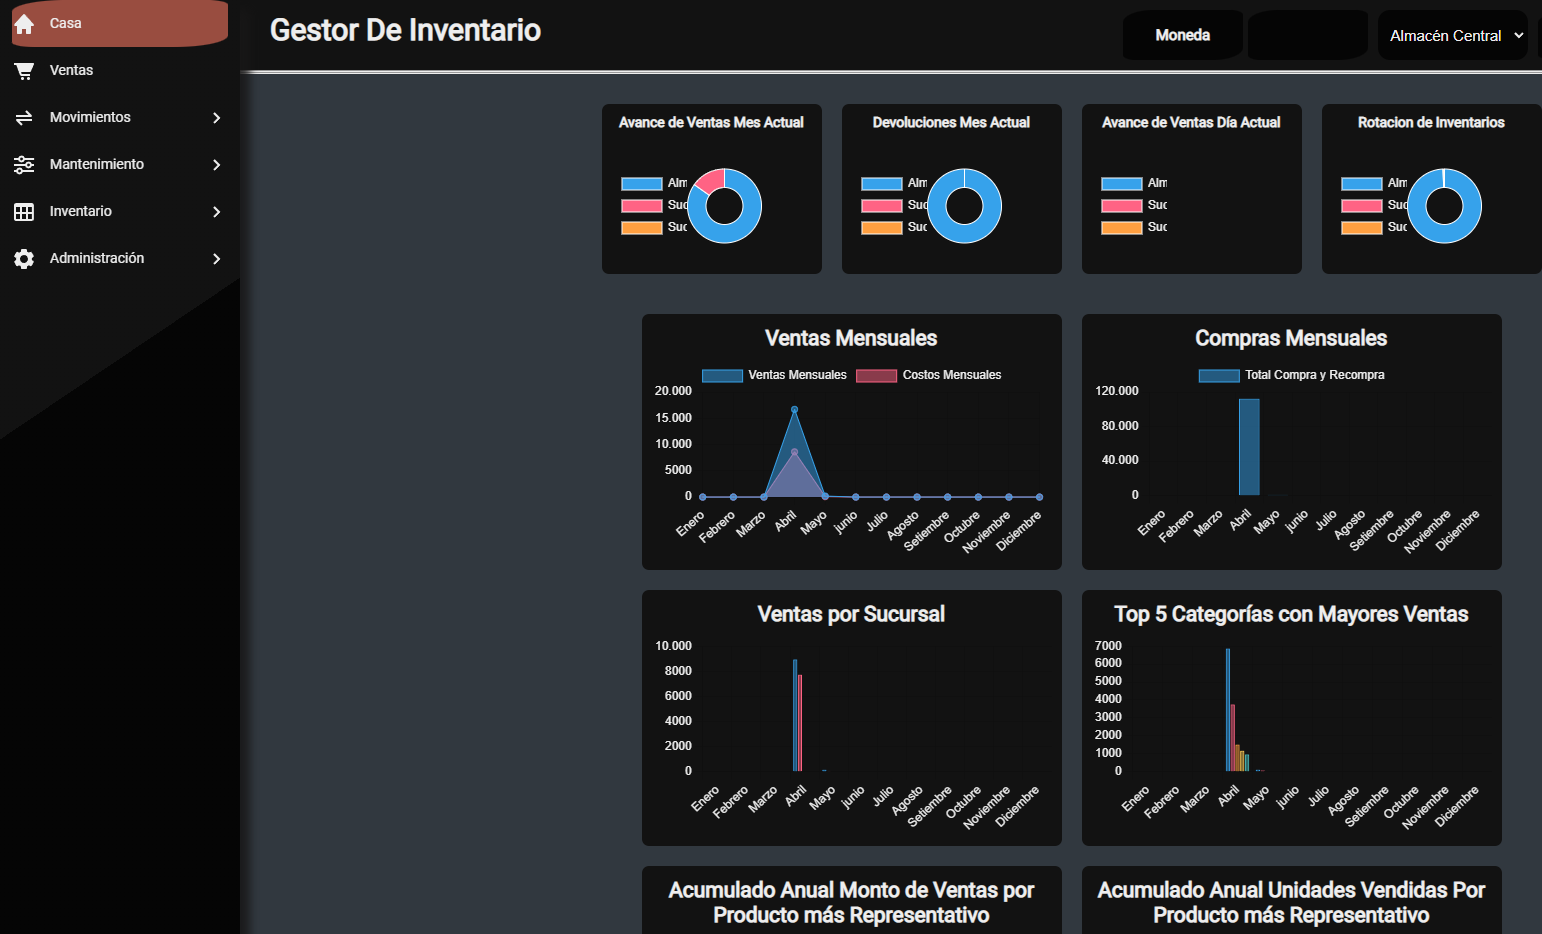 Casa
Ventas
Movimientos
Mantenimiento
Inventario
Administración
Gestor De Inventario
Moneda
Almacén Central
Avance de Ventas Mes Actual
Alm
Suc
Suc
Devoluciones Mes Actual
Alm
Suc
Suc
Avance de Ventas Día Actual
Alm
Suc
Suc
Rotacion de Inventarios
Alm
Suc
Suc
Ventas Mensuales
Ventas Mensuales Costos Mensuales
20.000
15.000
10.000
5000
0
Enero Febrero Marzo Abril Mayo junio Julio Agosto Setiembre Octubre Noviembre Diciembre
Compras Mensuales
Total Compra y Recompra
120.000
80.000
40.000
0
Enero Febrero Marzo Abril Mayo junio Julio Agosto Setiembre Octubre Noviembre Diciembre
Ventas por Sucursal
10.000
8000
6000
4000
2000
0
Enero Febrero Marzo Abril Mayo junio Julio Agosto Setiembre Octubre Noviembre Diciembre
Top 5 Categorías con Mayores Ventas
7000
6000
5000
4000
3000
2000
1000
0
Enero Febrero Marzo Abril Mayo junio Julio Agosto Setiembre Octubre Noviembre Diciembre
Acumulado Anual Monto de Ventas por
Producto más Representativo
Acumulado Anual Unidades Vendidas Por
Producto más Representativo